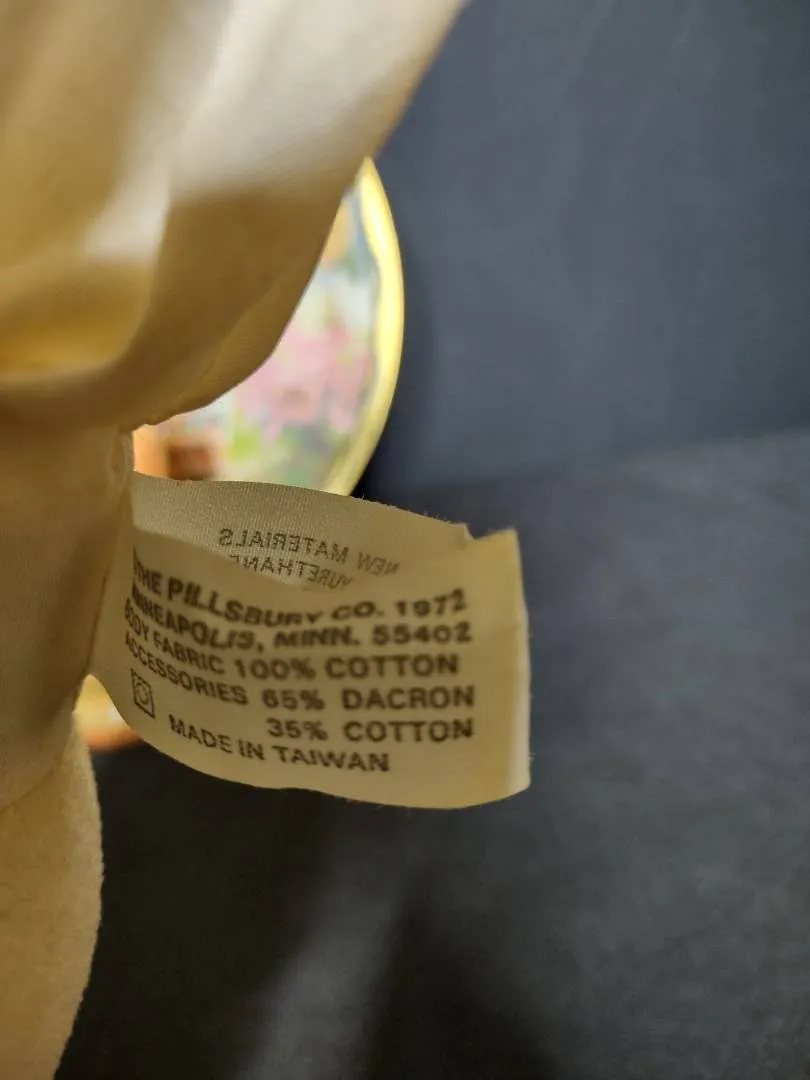 NEW MATERIALS
THE PILLSBURY CO. 1972
MINNEAPOLIS, MINN. 55402
BODY FABRIC 100% COTTON
ACCESSORIES 65% DACRON
35% COTTON
MADE IN TAIWAN